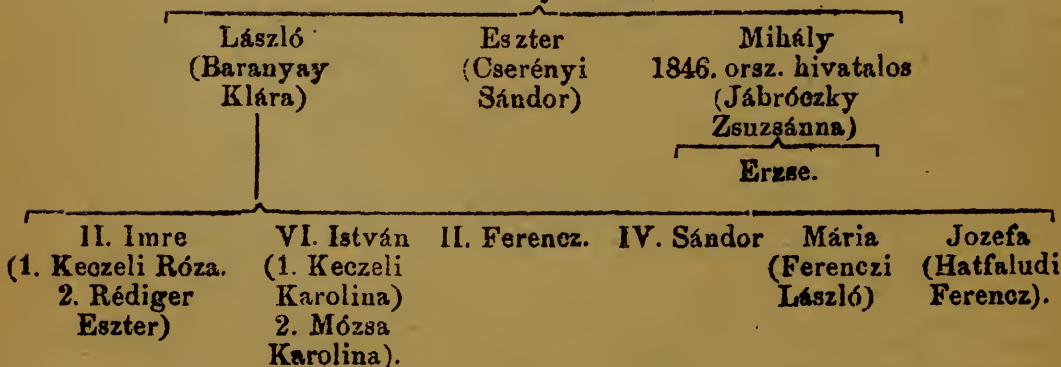 László
(Baranyay
Klára)
Eszter
(Cserényi
Sándor)
Mihály
1846. orsz. hivatalos
(Jábróczky
Zsuzsánna)
Erzse.
II. Imre
(1. Keczeli Róza.
2. Rédiger
Eszter)
VI. István
(1. Keczeli
Karolina)
2. Mózsa
Karolina).
II. Ferencz.
IV. Sándor
Mária
(Ferenczi
László)
Jozefa
(Hatfaludi
Ferencz).